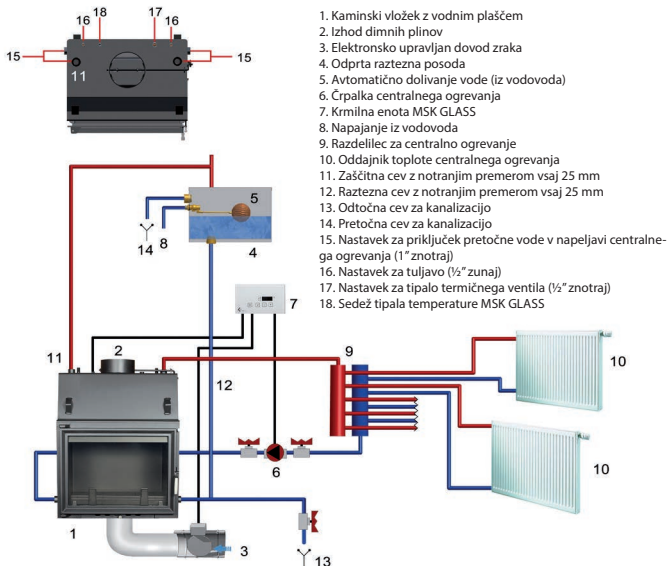 1. Kaminski vložek z vodnim plaščem
2. Izhod dimnih plinov
3. Elektronsko upravljan dovod zraka
4. Odprta raztezna posoda
5. Avtomatično dolivanje vode (iz vodovoda)
6. Črpalka centralnega ogrevanja
7. Krmilna enota MSK GLASS
8. Napajanje iz vodovoda
9. Razdelilec za centralno ogrevanje
10. Oddajnik toplote centralnega ogrevanja
11. Zaščitna cev z notranjim premerom vsaj 25 mm
12. Raztezna cev z notranjim premerom vsaj 25 mm
13. Odtočna cev za kanalizacijo
14. Pretočna cev za kanalizacijo
15. Nastavek za priključek pretočne vode v napeljavi centralne-
ga ogrevanja (1” znotraj)
16. Nastavek za tuljavo (½” zunaj)
17. Nastavek za tipalo termičnega ventila (½” znotraj)
18. Sedež tipala temperature MSK GLASS
16 18 17 16
15 15
11
5
14 8 4
7
11 2 9
10
12
6
10
1
3
13